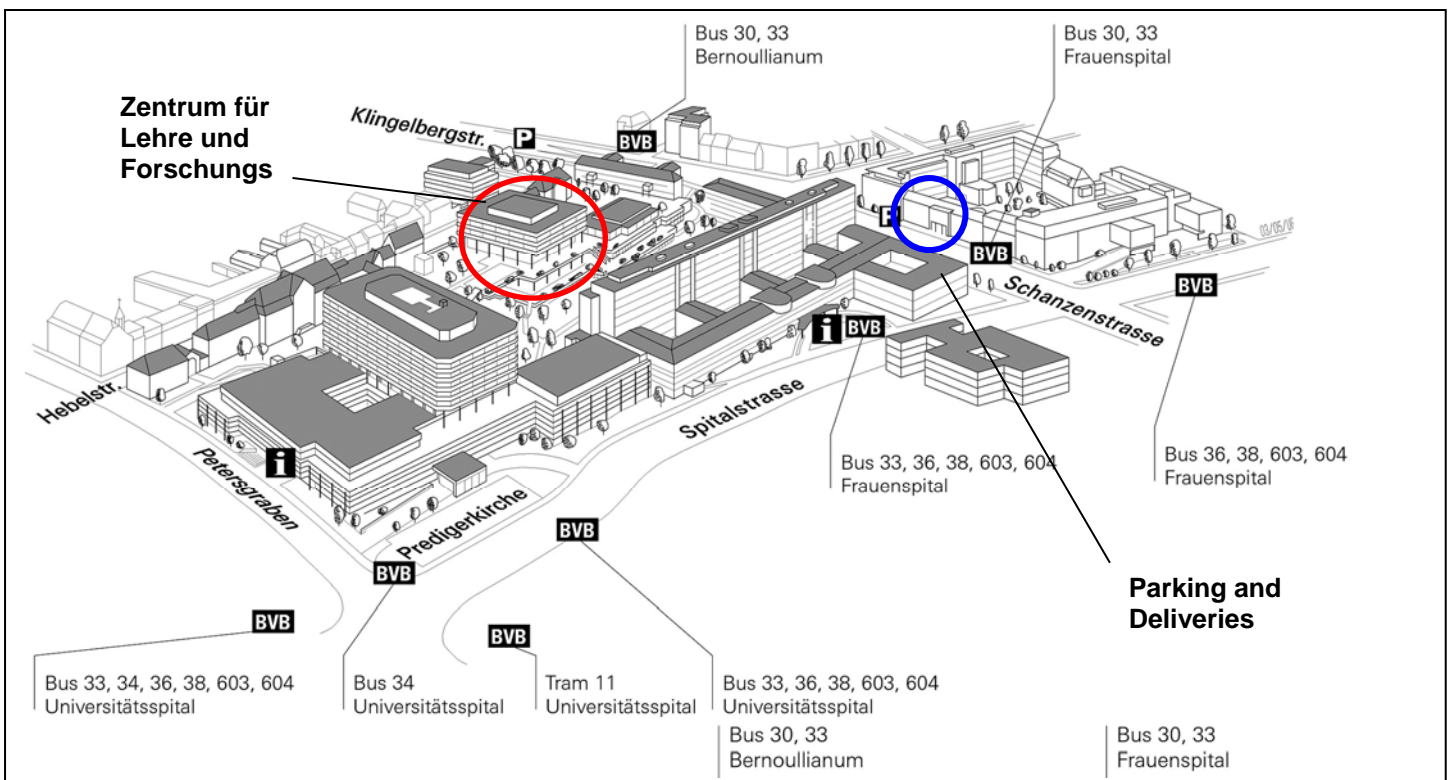 Bus 30, 33
Bernoullianum
Bus 30, 33
Frauenspital
Zentrum für
Lehre und
Forschungs
Klingelbergstr.
P
BVB
BVB
BVB
Schanzenstrasse
i
BVB
Hebelstr.
Spitalstrasse
i
Petersgraben
Predigerkirche
Bus 33, 36, 38, 603, 604
Frauenspital
Bus 36, 38, 603, 604
Frauenspital
BVB
BVB
BVB
BVB
Parking and
Deliveries
Bus 33, 34, 36, 38, 603, 604
Universitätsspital
Bus 34
Universitätsspital
Tram 11
Universitätsspital
Bus 33, 36, 38, 603, 604
Universitätsspital
Bus 30, 33
Bernoullianum
Bus 30, 33
Frauenspital